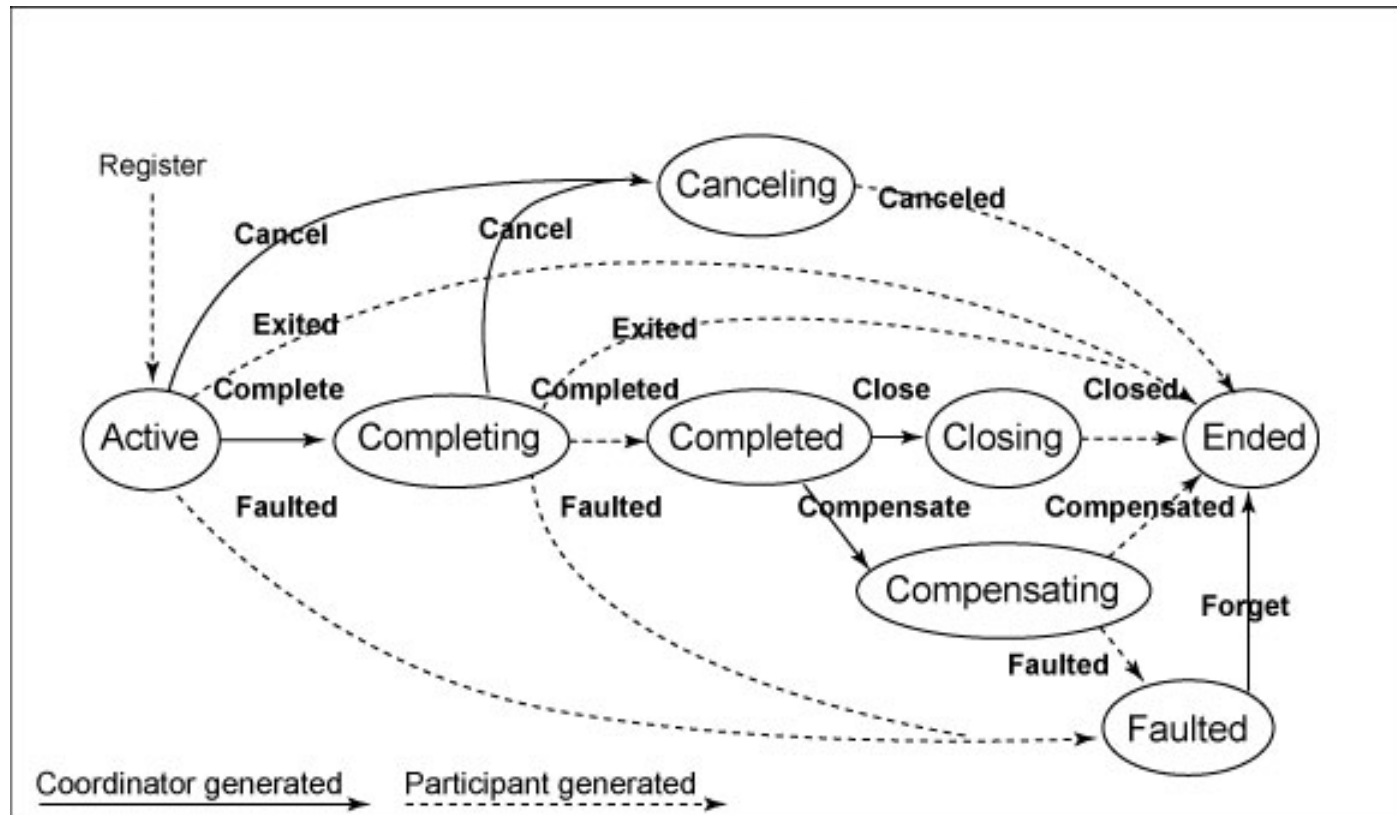 Register
Canceling
Canceled
Cancel
Cancel
Exited
Exited
Complete
Completed
Close
Closed
Active
Completing
Completed
Closing
Ended
Faulted
Faulted
Compensate
Compensated
Compensating
Forget
Faulted
Faulted
Coordinator generated
Participant generated